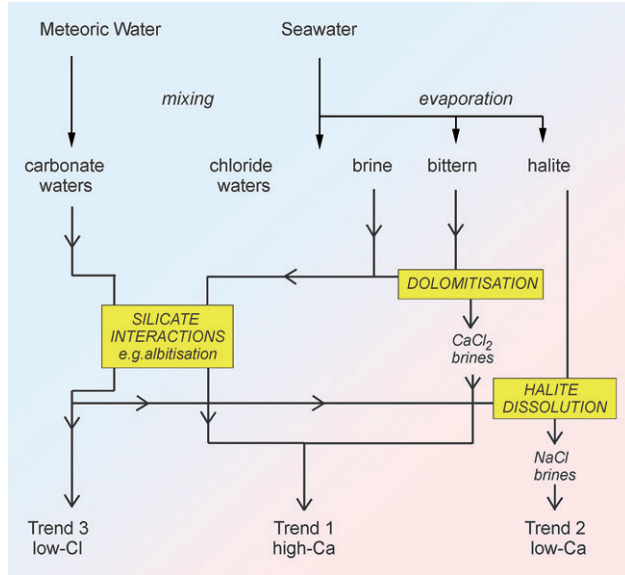 Meteoric Water
Seawater
mixing
evaporation
carbonate
waters
chloride
waters
brine
bittern
halite
DOLOMITISATION
SILICATE
INTERACTIONS
e.g.albitisation
CaCl₂
brines
HALITE
DISSOLUTION
NaCl
brines
Trend 3
low-Cl
Trend 1
high-Ca
Trend 2
low-Ca